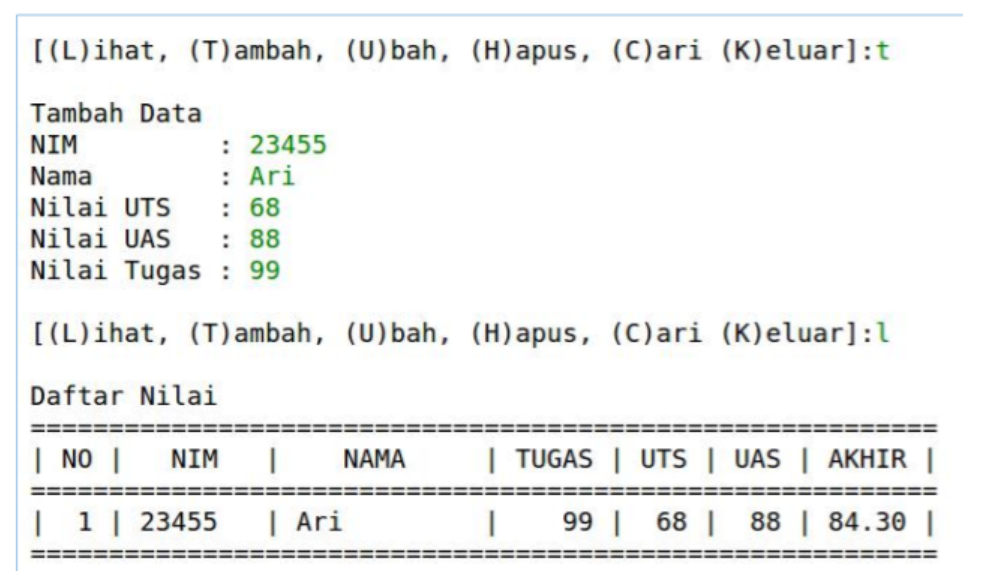 [(L)ihat, (T)ambah, (U)bah, (H)apus, (C)ari (K)eluar]:t
Tambah Data
NIM         : 23455
Nama        : Ari
Nilai UTS   : 68
Nilai UAS   : 88
Nilai Tugas : 99
[(L)ihat, (T)ambah, (U)bah, (H)apus, (C)ari (K)eluar]:l
Daftar Nilai
==========================================================
| NO |   NIM   |    NAMA     | TUGAS | UTS | UAS | AKHIR |
==========================================================
|  1 | 23455   | Ari         |    99 |  68 |  88 | 84.30 |
==========================================================